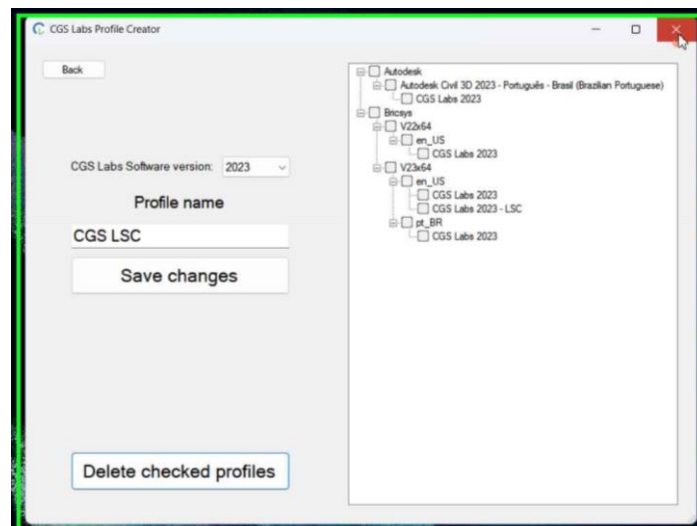 CGS Labs Profile Creator
Back
CGS Labs Software version: 2023
Profile name
CGS LSC
Save changes
Delete checked profiles
Autodesk
Autodesk Civil 3D 2023 - Português - Brasil (Brazilian Portuguese)
CGS Labs 2023
Bricsys
V22x64
en_US
CGS Labs 2023
V23x64
en_US
CGS Labs 2023
CGS Labs 2023 - LSC
pt_BR
CGS Labs 2023